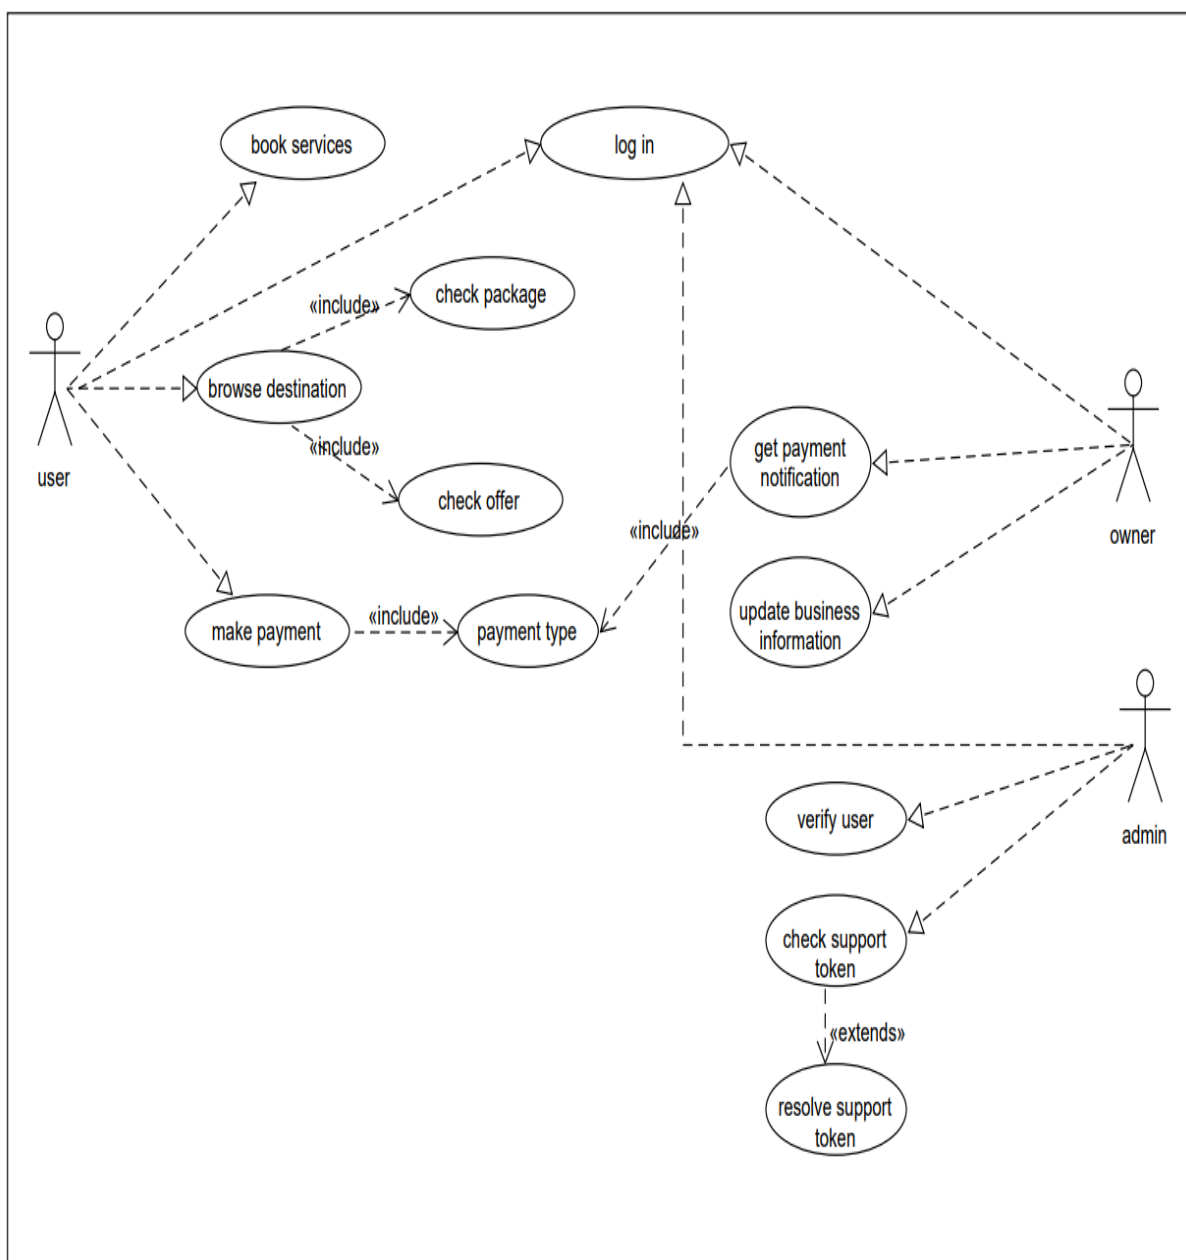 book services
log in
check package
«include»
browse destination
user
«include»
check offer
get payment
notification
owner
«include»
update business
information
make payment
«include»
payment type
verify user
admin
check support
token
«extends»
resolve support
token